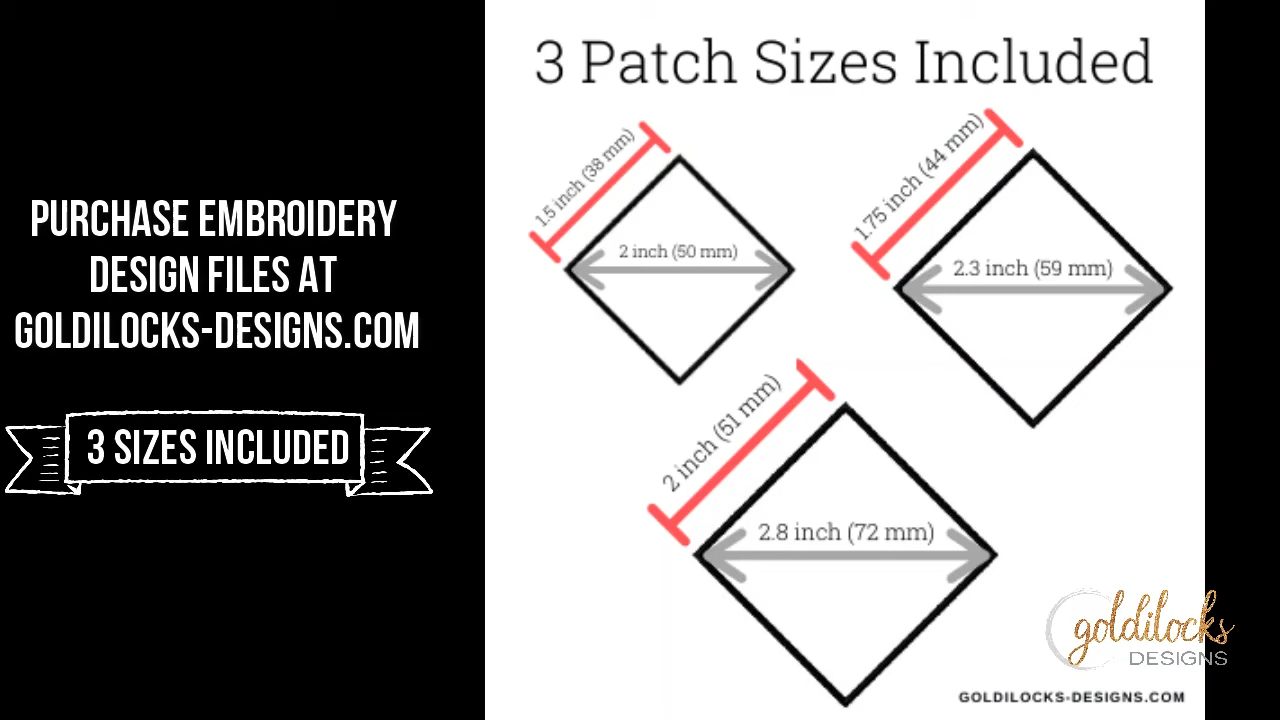 PURCHASE EMBROIDERY
DESIGN FILES AT
GOLDILOCKS-DESIGNS.COM
3 SIZES INCLUDED
3 Patch Sizes Included
1.5 inch (38 mm)
2 inch (50 mm)
1.75 inch (44 mm)
2.3 inch (59 mm)
2 inch (51 mm)
2.8 inch (72 mm)
goldilocks
DESIGNS
GOLDILOCKS-DESIGNS.COM